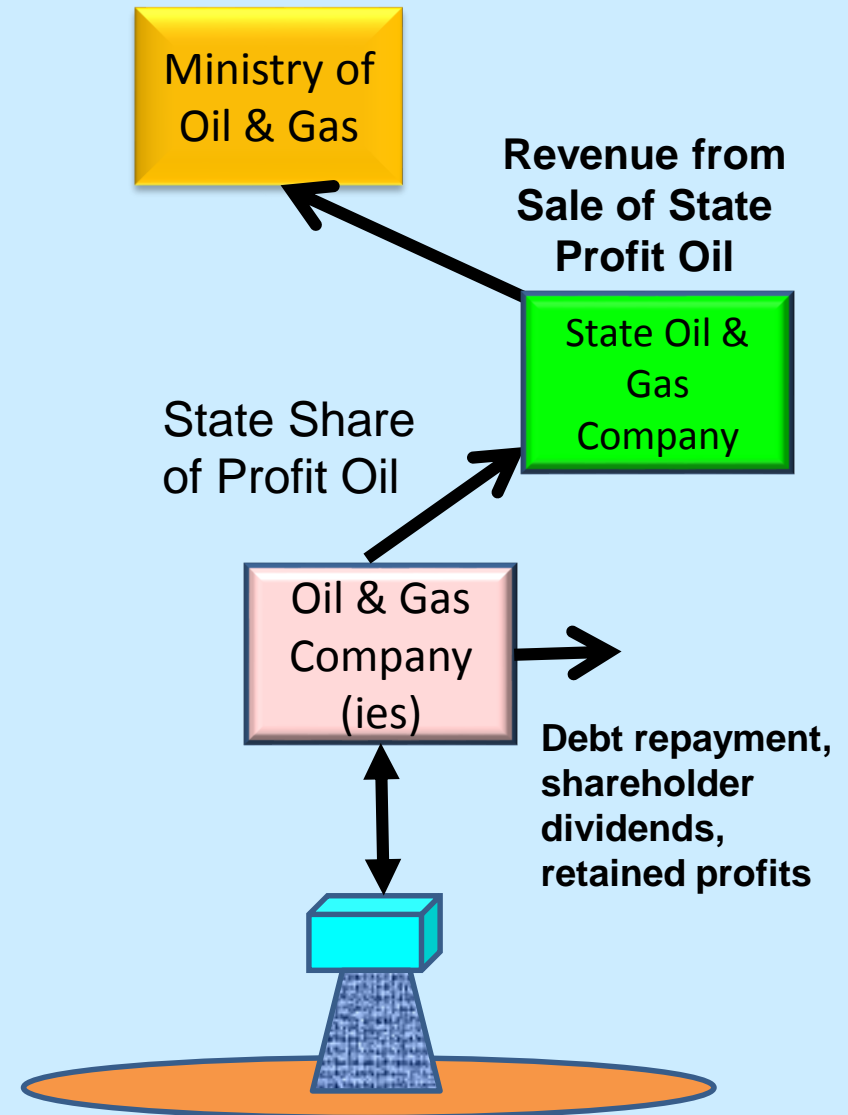 Ministry of
Oil & Gas
Revenue from
Sale of State
Profit Oil
State Oil &
Gas
Company
State Share
of Profit Oil
Oil & Gas
Company
(ies)
Debt repayment,
shareholder
dividends,
retained profits